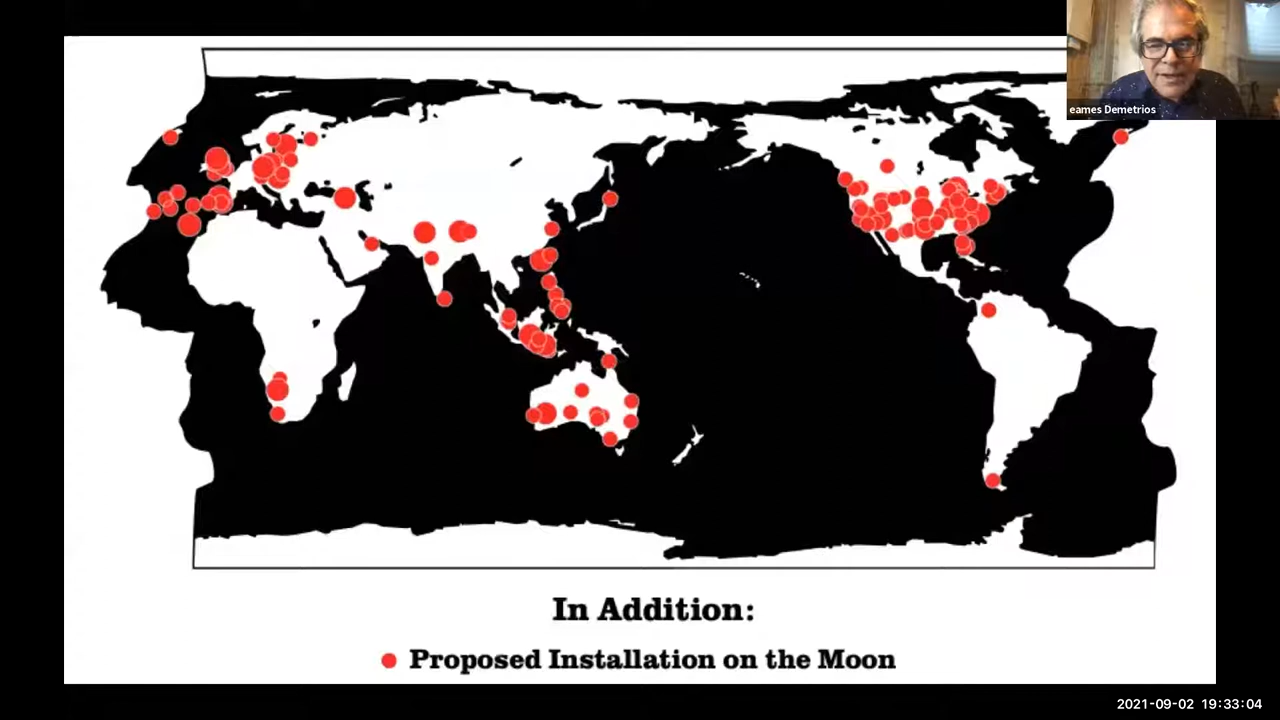 eames Demetrios
In Addition:
Proposed Installation on the Moon
2021-09-02 19:33:04